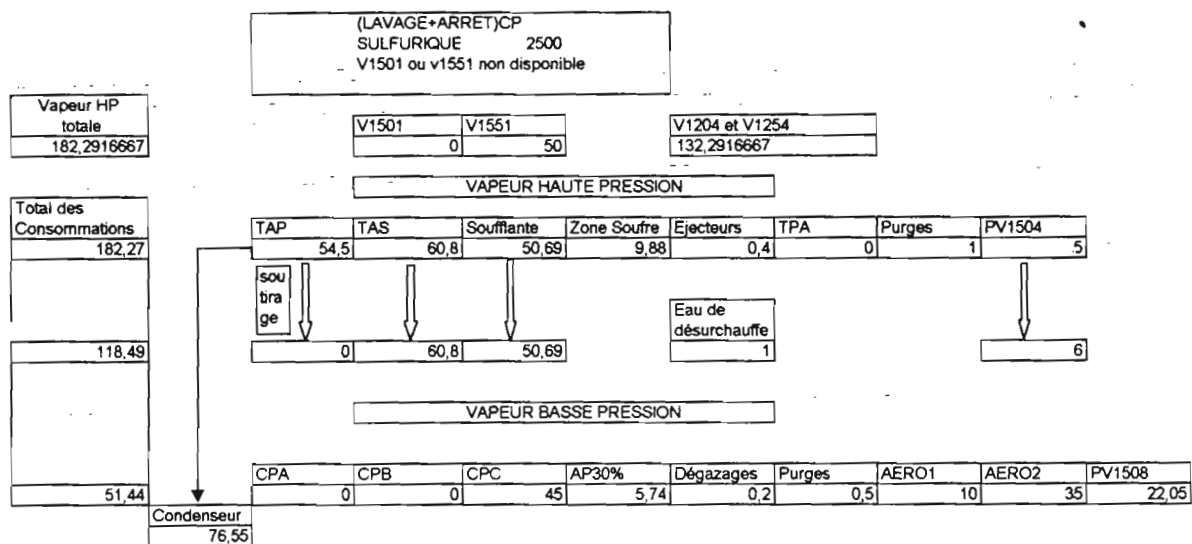 (LAVAGE+ARRET)CP
SULFURIQUE 2500
V1501 ou v1551 non disponible
Vapeur HP
totale
182,2916667
V1501 V1551
0 50
V1204 et V1254
132,2916667
VAPEUR HAUTE PRESSION
Total des
Consommations
182,27
TAP TAS Soufflante Zone Soufre Ejecteurs TPA Purges PV1504
54,5 60,8 50,69 9,88 0,4 0 1 5
sou
tira
ge
Eau de
désurchauffe
118,49 0 60,8 50,69 1 6
VAPEUR BASSE PRESSION
CPA CPB CPC AP30% Dégazages Purges AERO1 AERO2 PV1508
51,44 0 0 45 5,74 0,2 0,5 10 35 22,05
Condenseur
76,55